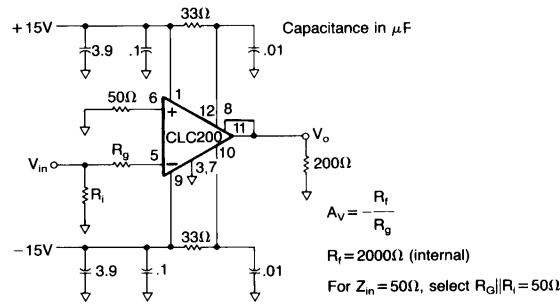 +15V
33Ω
Capacitance in μF
3.9
.1
.01
50Ω
6
1
12
8
+
CLC200
11
Vo
Vin
Rg
5
−
3,7
10
9
200Ω
Ri
Av = − Rf
Rg
Rf = 2000Ω (internal)
−15V
33Ω
3.9
.1
.01
For Zin = 50Ω, select RG||Ri = 50Ω